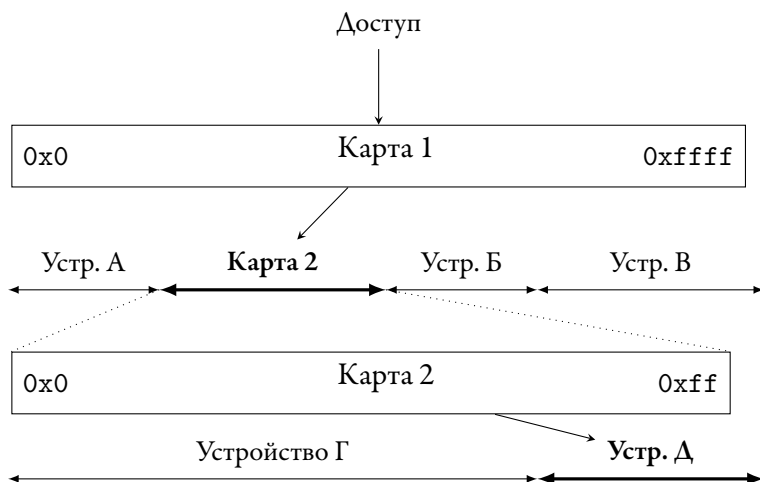 Доступ
0x0 Карта 1 0xffff
Устр. А Карта 2 Устр. Б Устр. В
0x0 Карта 2 0xff
Устройство Г Устр. Д